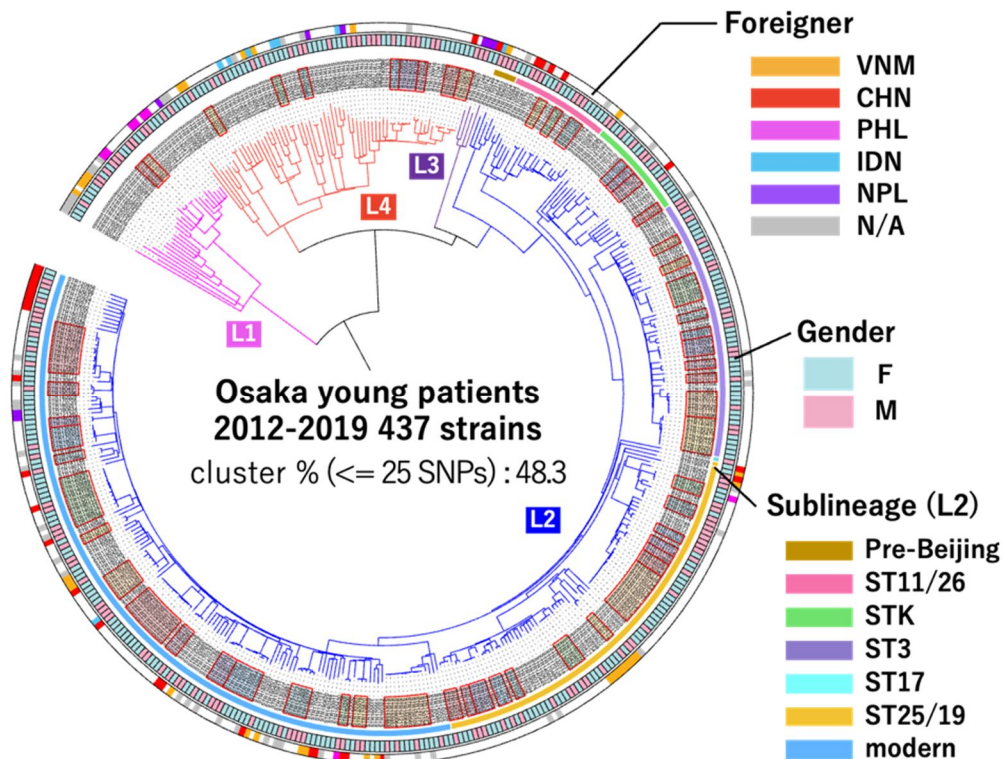 Foreigner
VNM
CHN
PHL
IDN
NPL
N/A
L3
L4
L1
Gender
F
M
Osaka young patients
2012-2019 437 strains
cluster % (<= 25 SNPs) : 48.3
L2
Sublineage (L2)
Pre-Beijing
ST11/26
STK
ST3
ST17
ST25/19
modern